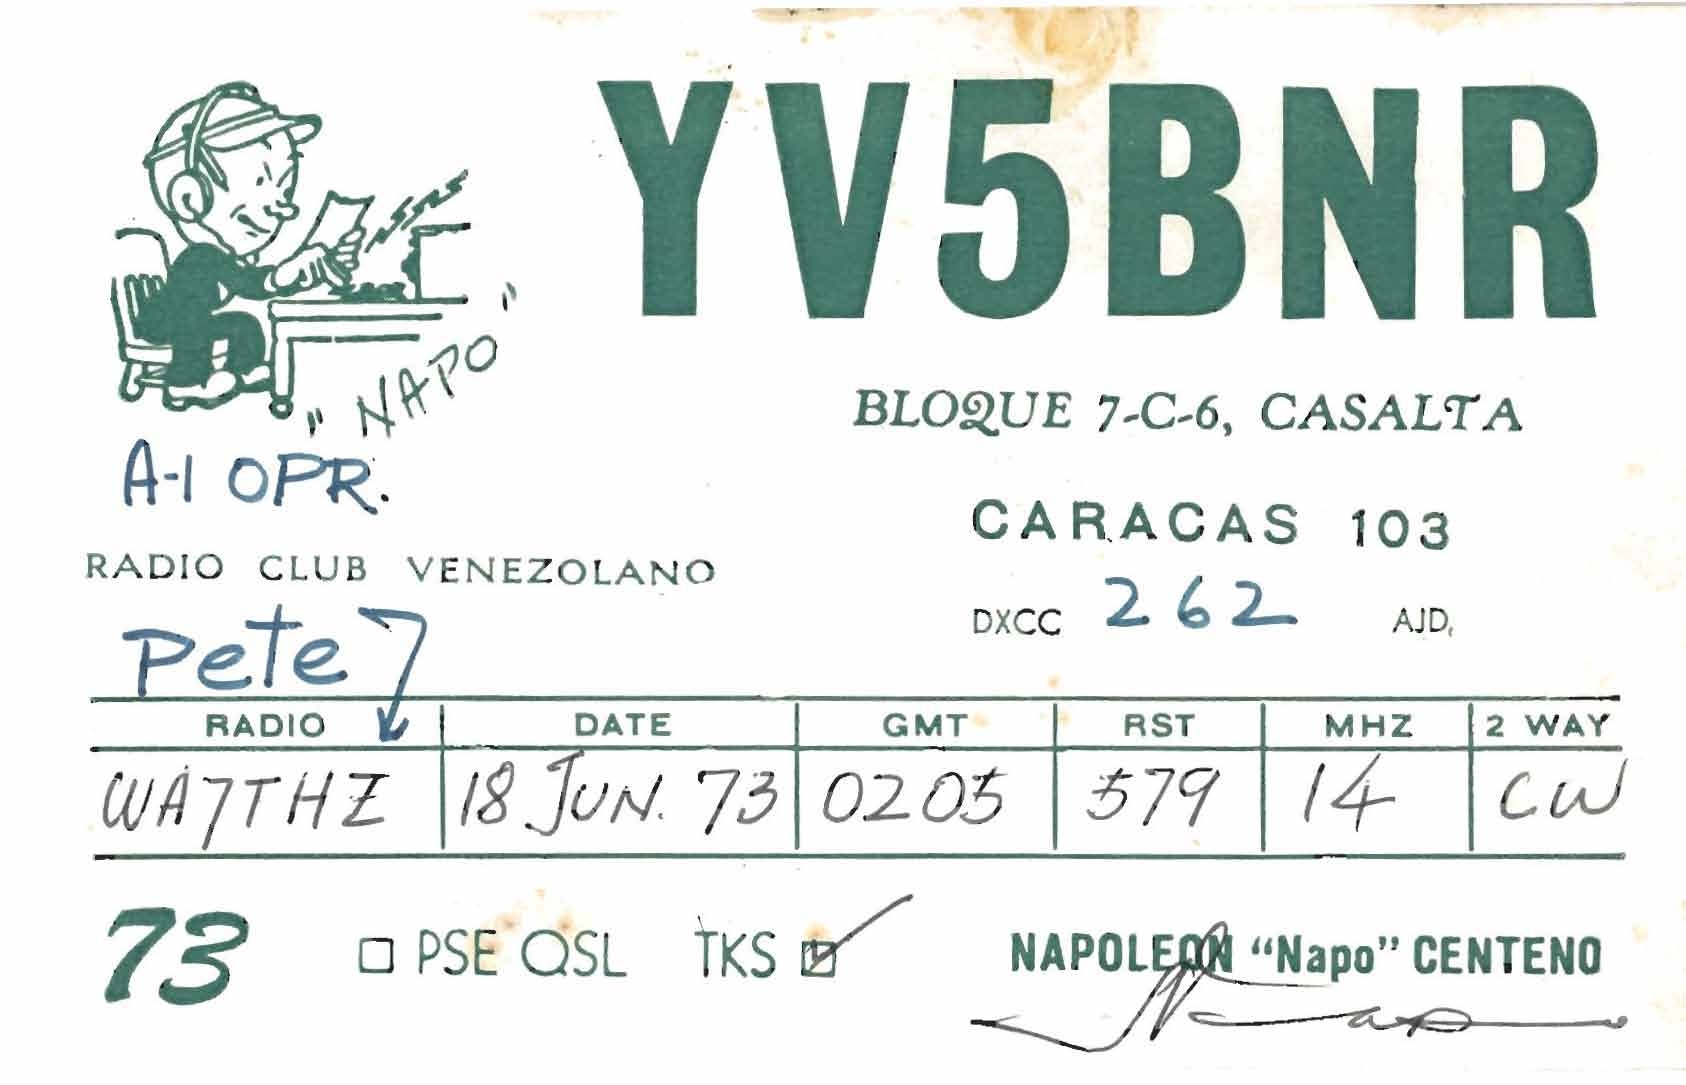 YV5BNR
"NAPO"
BLOQUE 7-C-6, CASALTA
A-1 OPR.
CARACAS 103
RADIO CLUB VENEZOLANO
DXCC 262 AJD,
Pete
RADIO DATE GMT RST MHZ 2 WAY
WA7THZ 18 JUN. 73 0205 579 14 CW
73 PSE QSL TKS NAPOLEON "Napo" CENTENO
Napo